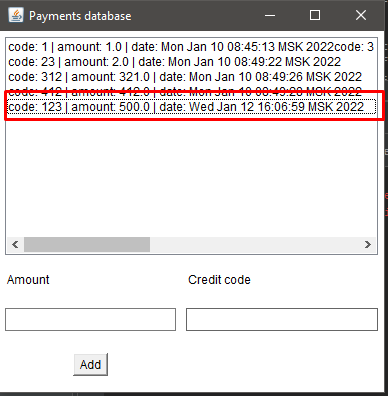 Payments database
code: 1 | amount: 1.0 | date: Mon Jan 10 08:45:13 MSK 2022code: 3
code: 23 | amount: 2.0 | date: Mon Jan 10 08:49:22 MSK 2022
code: 312 | amount: 321.0 | date: Mon Jan 10 08:49:26 MSK 2022
code: 412 | amount: 312.0 | date: Mon Jan 10 08:49:28 MSK 2022
code: 123 | amount: 500.0 | date: Wed Jan 12 16:06:59 MSK 2022
Amount
Credit code
Add